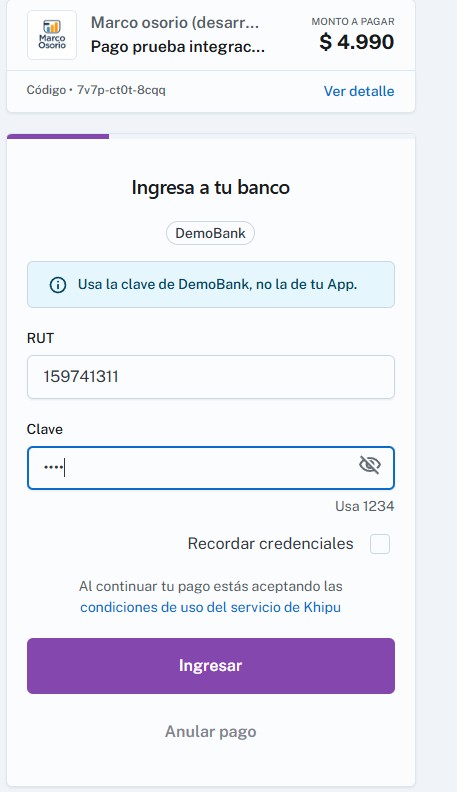 Marco
Osorio
Marco osorio (desarr...
Pago prueba integrac...
MONTO A PAGAR
$ 4.990
Código • 7v7p-ct0t-8cqq
Ver detalle
Ingresa a tu banco
DemoBank
Usa la clave de DemoBank, no la de tu App.
RUT
159741311
Clave
••••
Usa 1234
Recordar credenciales
Al continuar tu pago estás aceptando las
condiciones de uso del servicio de Khipu
Ingresar
Anular pago